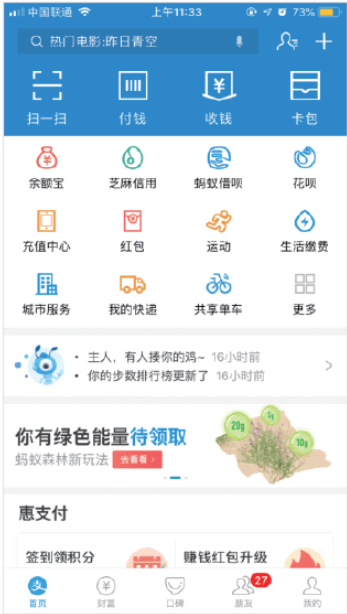 中国联通 上午11:33 73%
热门电影:昨日青空
扫一扫 付钱 收钱 卡包
余额宝 芝麻信用 蚂蚁借呗 花呗
充值中心 红包 运动 生活缴费
城市服务 我的快递 共享单车 更多
• 主人，有人揍你的鸡~ 16小时前
• 你的步数排行榜更新了 16小时前
你有绿色能量待领取
蚂蚁森林新玩法 去看看>
20g 5g 10g
惠支付
签到领积分 赚钱红包升级
27
首页 财富 口碑 朋友 我的